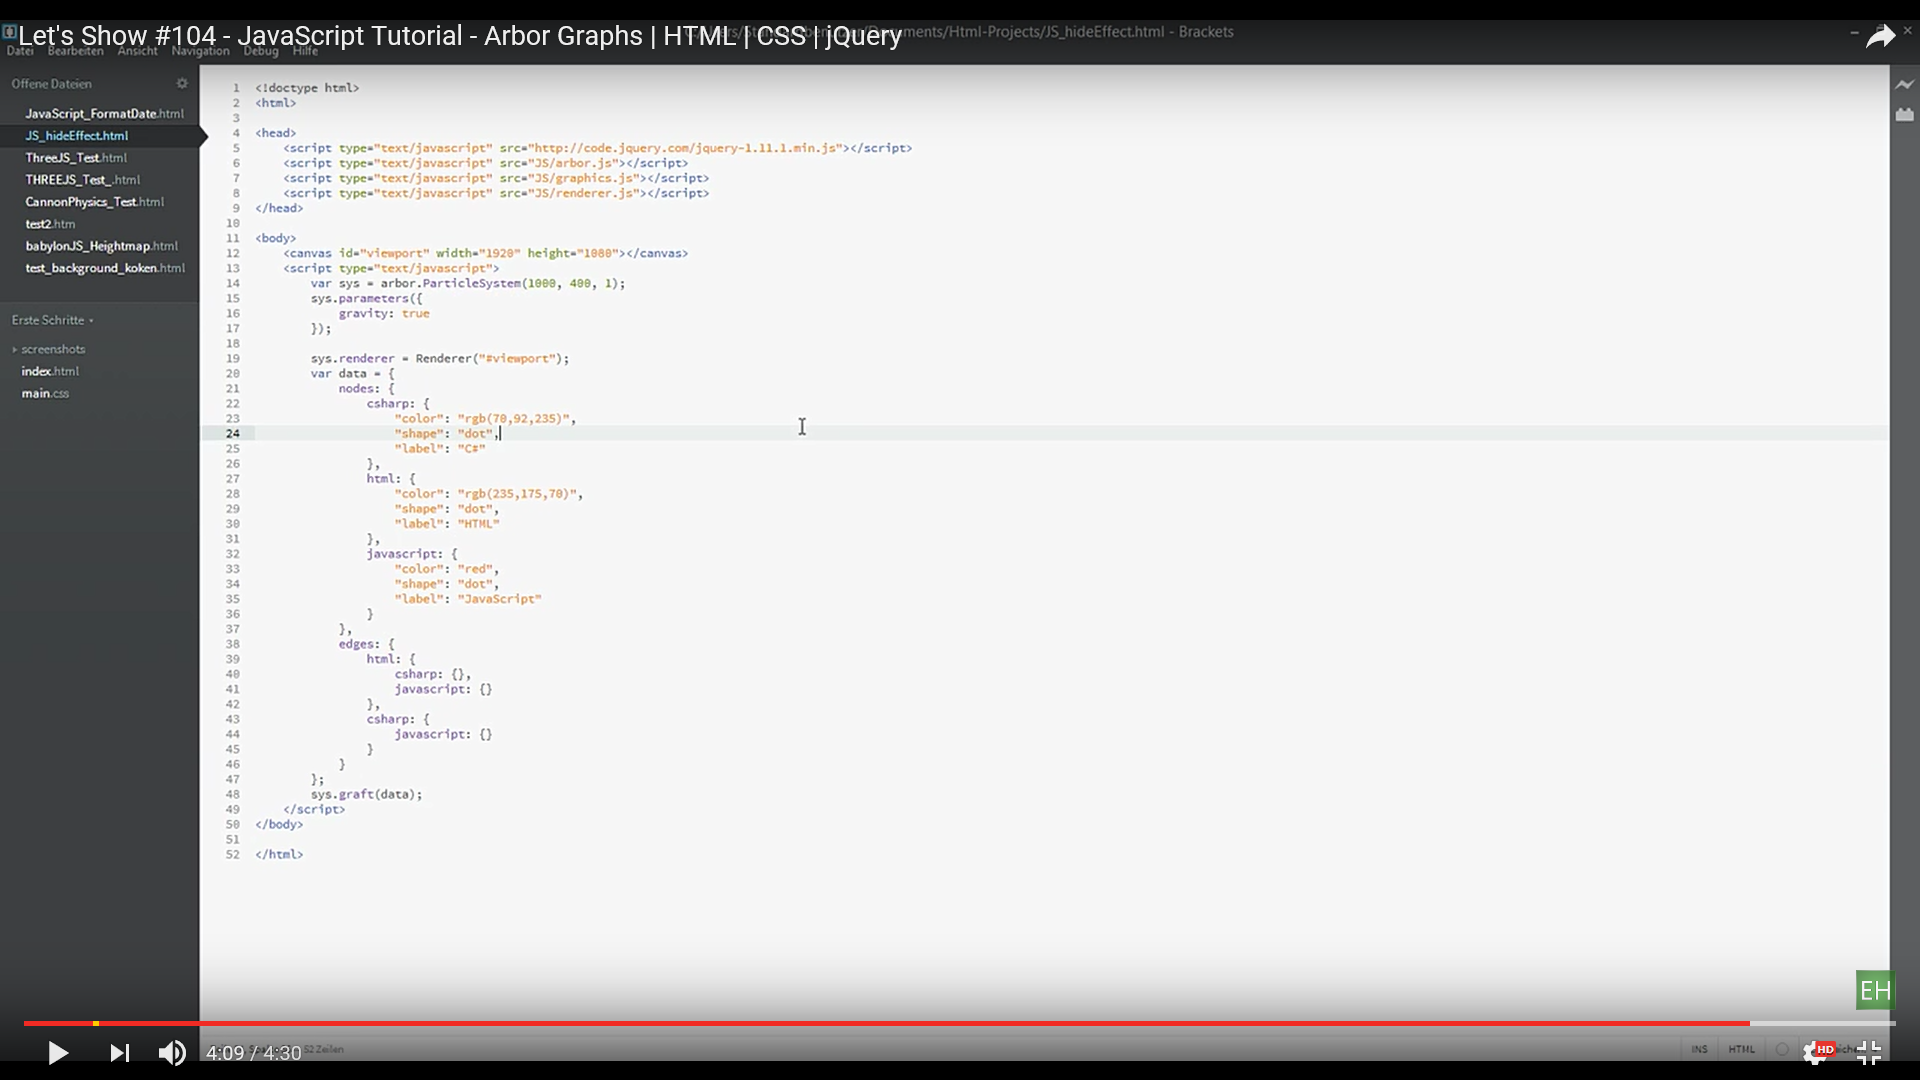 Let's Show #104 - JavaScript Tutorial - Arbor Graphs | HTML | CSS | jQuery
/Documents/Html-Projects/JS_hideEffect.html - Brackets
Datei Bearbeiten Ansicht Navigation Debug Hilfe
Offene Dateien
JavaScript_FormatDate.html
JS_hideEffect.html
ThreeJS_Test.html
THREEJS_Test_.html
CannonPhysics_Test.html
test2.htm
babylonJS_Heightmap.html
test_background_koken.html
Erste Schritte
screenshots
index.html
main.css
1 <!doctype html>
2 <html>
3
4 <head>
5 <script type="text/javascript" src="http://code.jquery.com/jquery-1.11.1.min.js"></script>
6 <script type="text/javascript" src="JS/arbor.js"></script>
7 <script type="text/javascript" src="JS/graphics.js"></script>
8 <script type="text/javascript" src="JS/renderer.js"></script>
9 </head>
10
11 <body>
12 <canvas id="viewport" width="1920" height="1080"></canvas>
13 <script type="text/javascript">
14 var sys = arbor.ParticleSystem(1000, 400, 1);
15 sys.parameters({
16 gravity: true
17 });
18
19 sys.renderer = Renderer("#viewport");
20 var data = {
21 nodes: {
22 csharp: {
23 "color": "rgb(70,92,235)",
24 "shape": "dot",
25 "label": "C#"
26 },
27 html: {
28 "color": "rgb(235,175,70)",
29 "shape": "dot",
30 "label": "HTML"
31 },
32 javascript: {
33 "color": "red",
34 "shape": "dot",
35 "label": "JavaScript"
36 }
37 },
38 edges: {
39 html: {
40 csharp: {},
41 javascript: {}
42 },
43 csharp: {
44 javascript: {}
45 }
46 }
47 };
48 sys.graft(data);
49 </script>
50 </body>
51
52 </html>
EH
4:09 / 4:30
52 Zeilen
INS HTML
HD